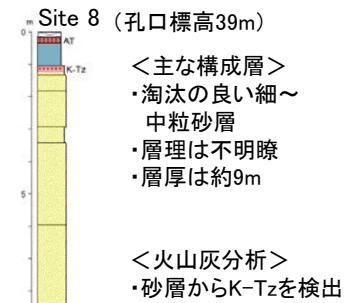 m Site 8 (孔口標高39m)
0
AT
K-Tz
5
<主な構成層>
・淘汰の良い細～
中粒砂層
・層理は不明瞭
・層厚は約9m
<火山灰分析>
・砂層からK-Tzを検出